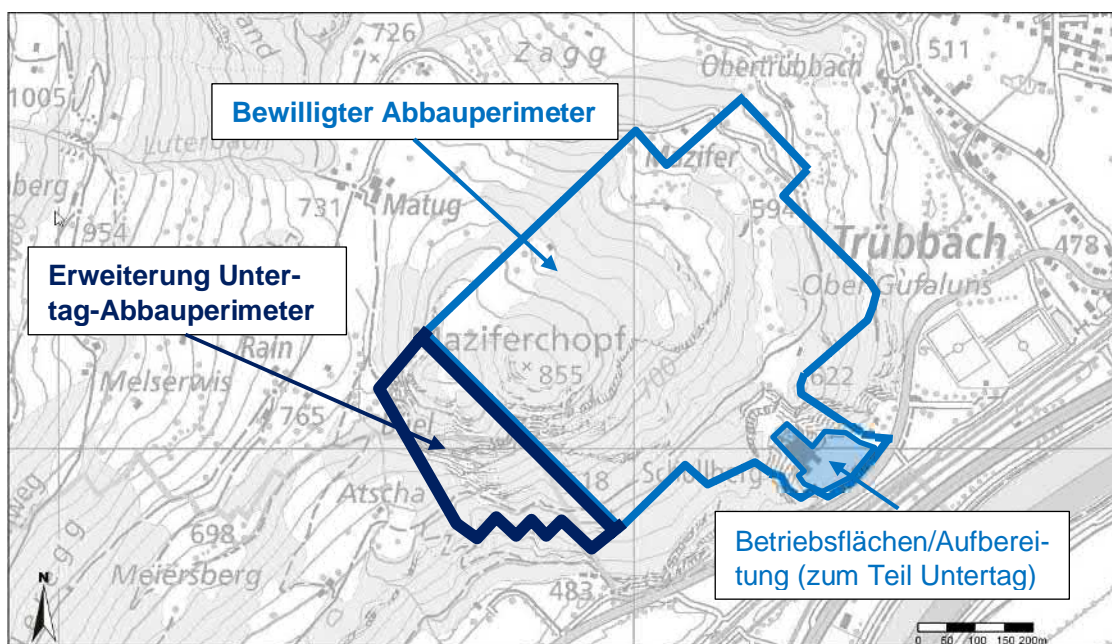 726
Zagg
511
Obertrübbach
1005
Bewilligter Abbauperimeter
Luterbach
Mazifer
731
Matug
594
954
Trübbach
478
Ober Gufaluns
Erweiterung Unter-
tag-Abbauperimeter
Maziferchopf
Rain
855
700
622
Melserwis
765
18
Schollberg
Atscha
698
Betriebsflächen/Aufberei-
tung (zum Teil Untertag)
Meiersberg
483
N
0 50 100 150 200m